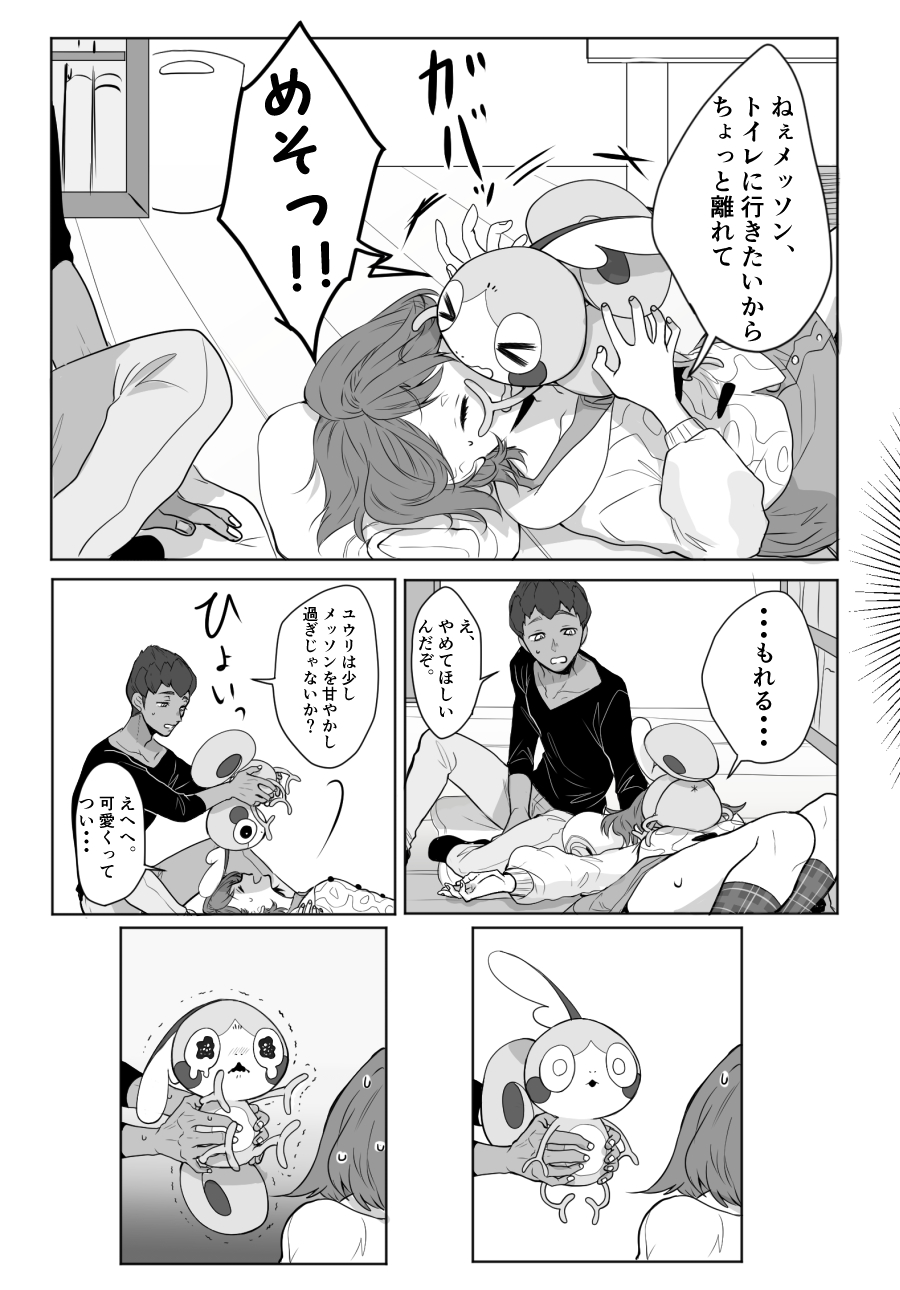 ねぇメッソン、
トイレに行きたいから
ちょっと離れて
ガバ
めそっ!!
・・・もれる・・・
え、
やめてほしい
んだぞ。
ユウリは少し
メッソンを甘やかし
過ぎじゃないか?
ひょいっ
えへへ。
可愛くって
つい・・・